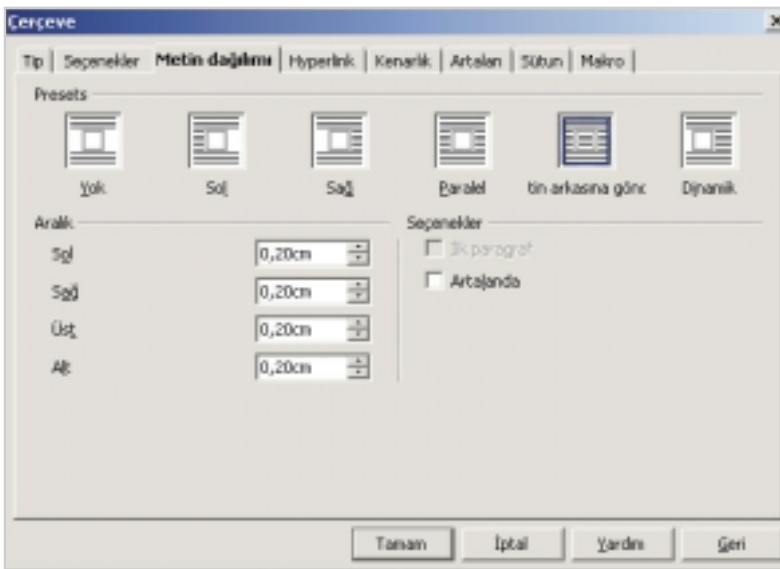 Çerçeve
Tip Seçenekler Metin dağılımı Hyperlink Kenarlık Artalan Sütun Makro
Presets
Yok Sol Sağ Paralel tin arkasına gönc Dinamik
Aralık Seçenekler
Sol 0,20cm İlk paragraf
Sağ 0,20cm Artalanda
Üst 0,20cm
Alt 0,20cm
Tamam İptal Yardım Geri